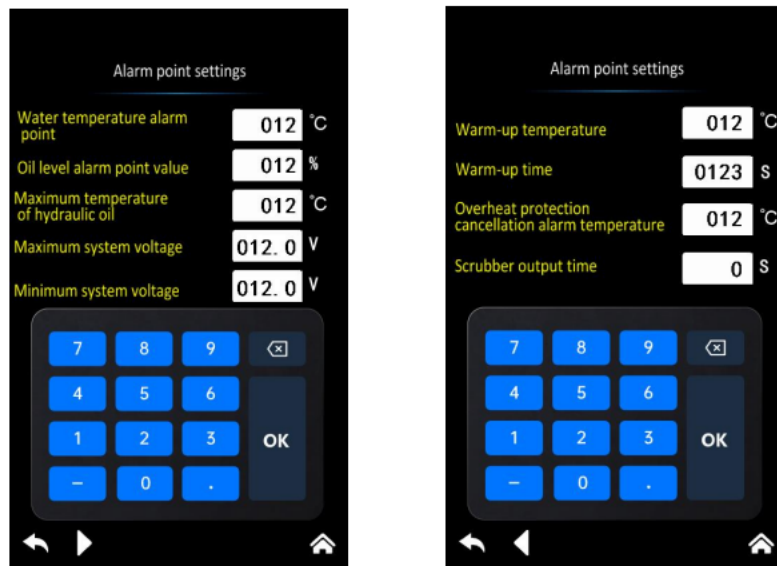 Alarm point settings
Water temperature alarm
point
012 °C
Oil level alarm point value
012 %
Maximum temperature
of hydraulic oil
012 °C
Maximum system voltage
012. 0 V
Minimum system voltage
012. 0 V
7 8 9
4 5 6
1 2 3 OK
− 0 .
Alarm point settings
Warm-up temperature
012 °C
Warm-up time
0123 S
Overheat protection
cancellation alarm temperature
012 °C
Scrubber output time
0 S
7 8 9
4 5 6
1 2 3 OK
− 0 .